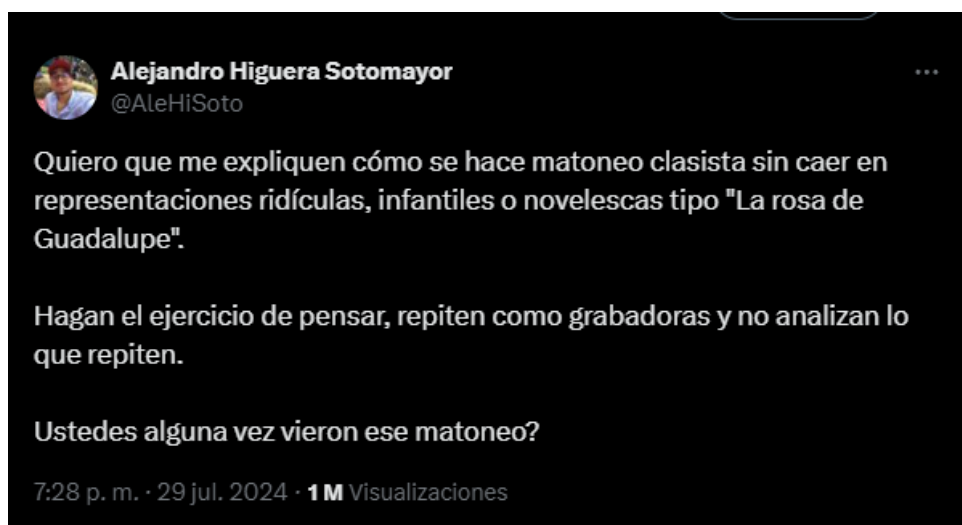 Alejandro Higuera Sotomayor
@AleHiSoto
Quiero que me expliquen cómo se hace matoneo clasista sin caer en
representaciones ridículas, infantiles o novelescas tipo "La rosa de
Guadalupe".
Hagan el ejercicio de pensar, repiten como grabadoras y no analizan lo
que repiten.
Ustedes alguna vez vieron ese matoneo?
7:28 p. m. · 29 jul. 2024 · 1 M Visualizaciones